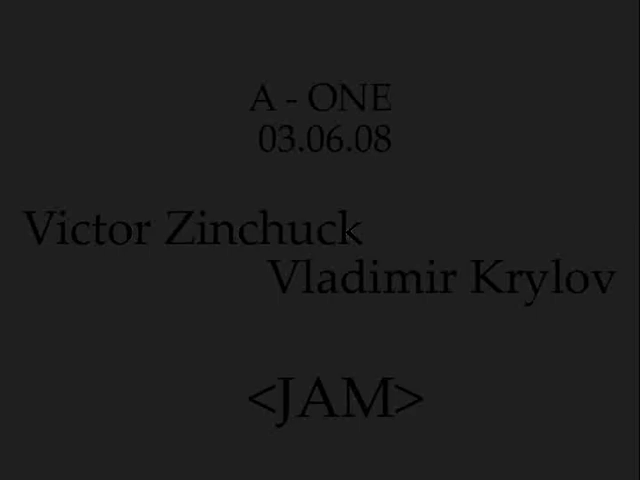 A - ONE
03.06.08
Victor Zinchuck
Vladimir Krylov
<JAM>